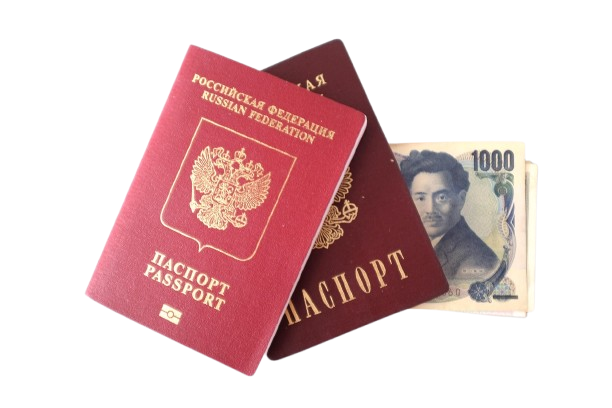 РОССИЙСКАЯ ФЕДЕРАЦИЯ
RUSSIAN FEDERATION
ПАСПОРТ
PASSPORT
ПАСПОРТ
1000